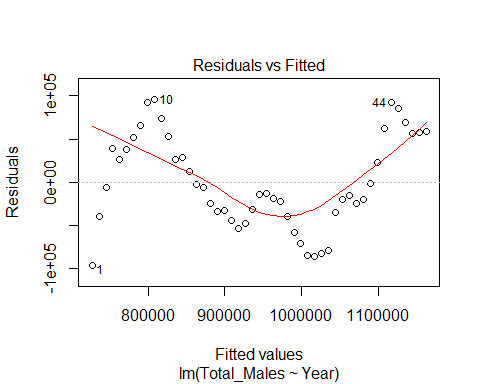 Residuals vs Fitted
Residuals
1e+05
0e+00
-1e+05
10
44
1
800000 900000 1000000 1100000
Fitted values
lm(Total_Males ~ Year)